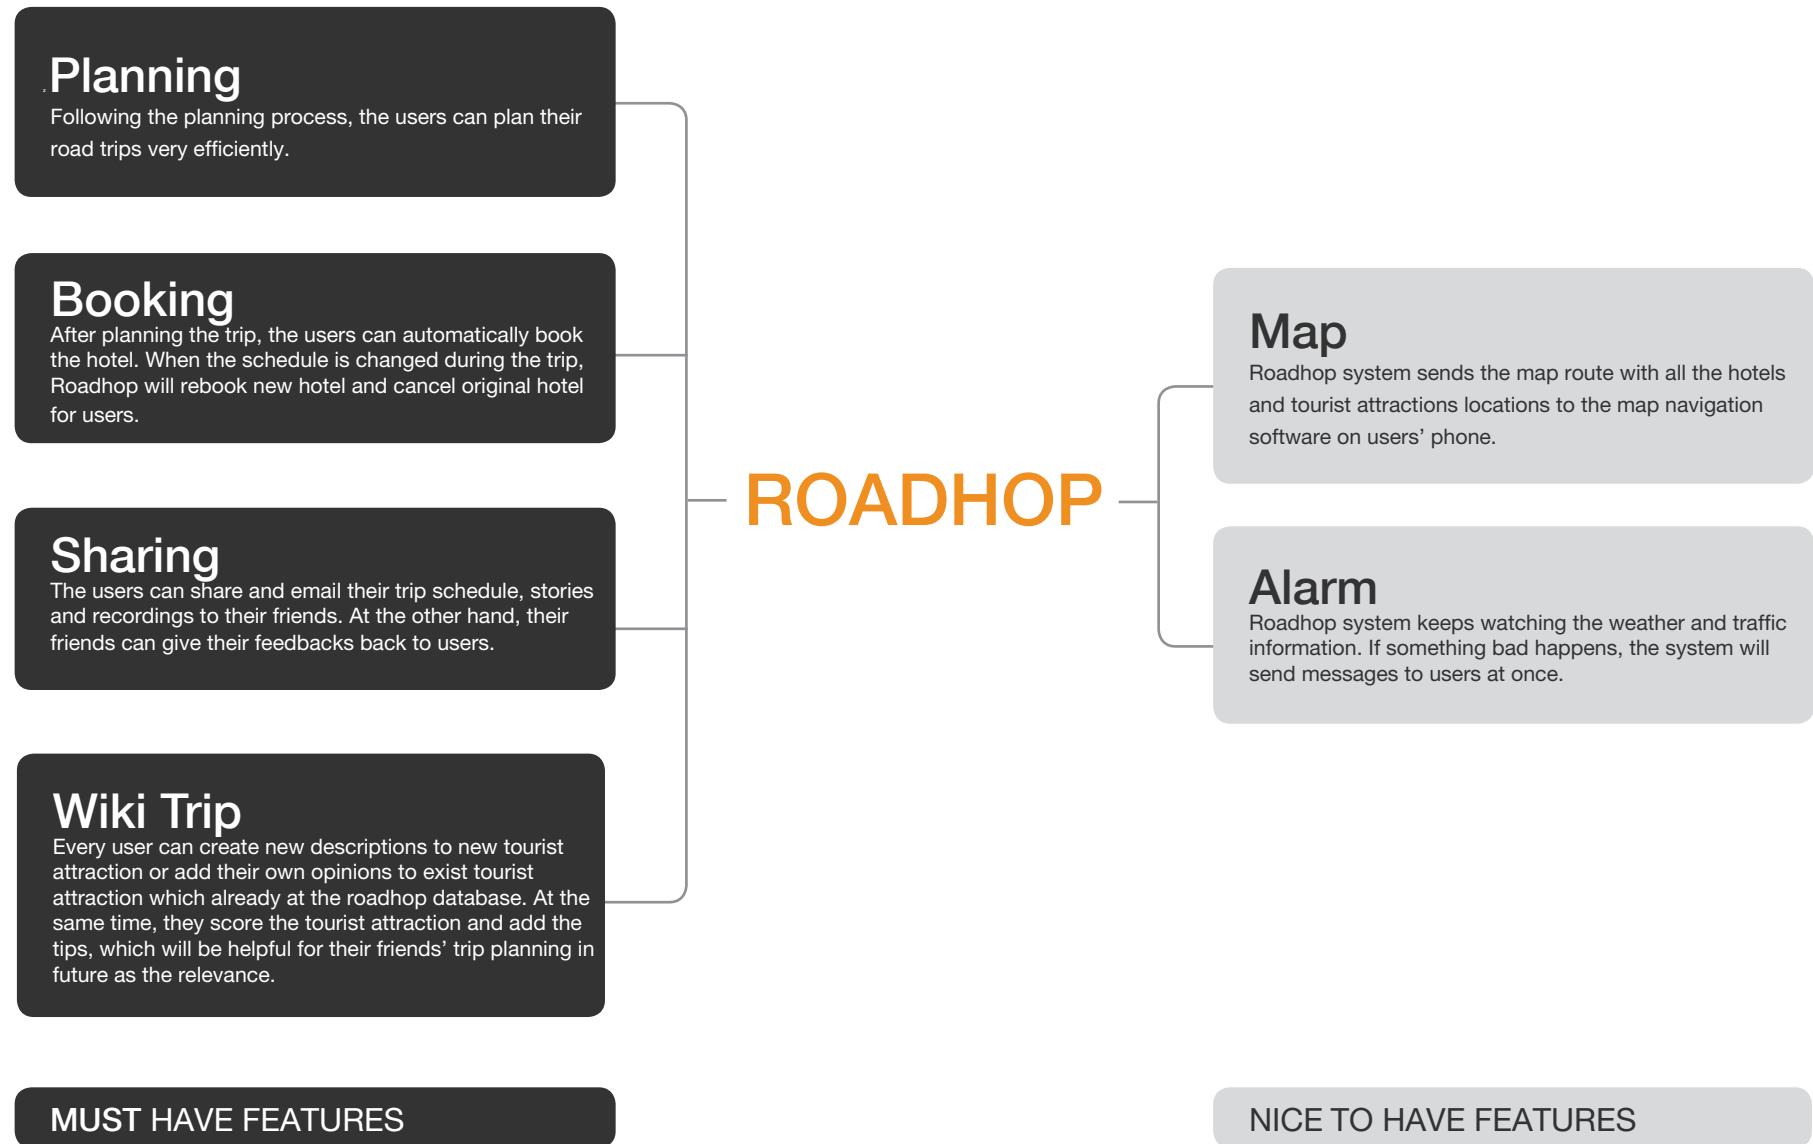 Planning
Following the planning process, the users can plan their
road trips very efficiently.
Booking
After planning the trip, the users can automatically book
the hotel. When the schedule is changed during the trip,
Roadhop will rebook new hotel and cancel original hotel
for users.
Sharing
The users can share and email their trip schedule, stories
and recordings to their friends. At the other hand, their
friends can give their feedbacks back to users.
Wiki Trip
Every user can create new descriptions to new tourist
attraction or add their own opinions to exist tourist
attraction which already at the roadhop database. At the
same time, they score the tourist attraction and add the
tips, which will be helpful for their friends’ trip planning in
future as the relevance.
MUST HAVE FEATURES
ROADHOP
Map
Roadhop system sends the map route with all the hotels
and tourist attractions locations to the map navigation
software on users’ phone.
Alarm
Roadhop system keeps watching the weather and traffic
information. If something bad happens, the system will
send messages to users at once.
NICE TO HAVE FEATURES